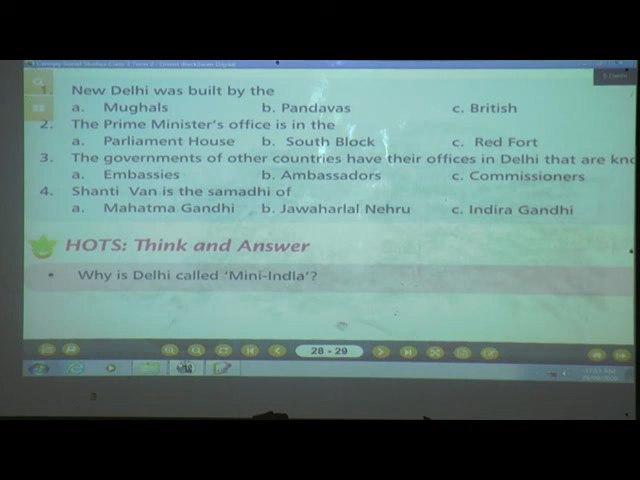 1. New Delhi was built by the
a. Mughals b. Pandavas c. British
2. The Prime Minister's office is in the
a. Parliament House b. South Block c. Red Fort
3. The governments of other countries have their offices in Delhi that are kno
a. Embassies b. Ambassadors c. Commissioners
4. Shanti Van is the samadhi of
a. Mahatma Gandhi b. Jawaharlal Nehru c. Indira Gandhi
HOTS: Think and Answer
• Why is Delhi called 'Mini-India'?
28 - 29